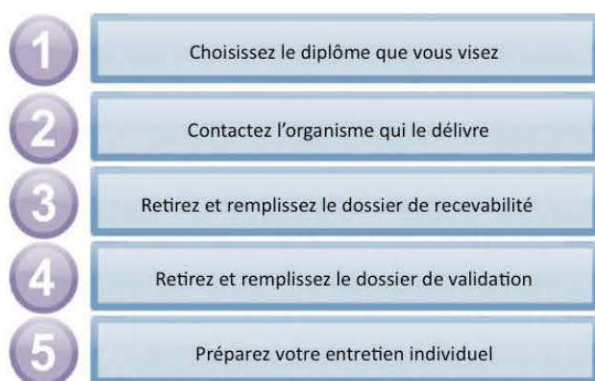 1 Choisissez le diplôme que vous visez
2 Contactez l’organisme qui le délivre
3 Retirez et remplissez le dossier de recevabilité
4 Retirez et remplissez le dossier de validation
5 Préparez votre entretien individuel